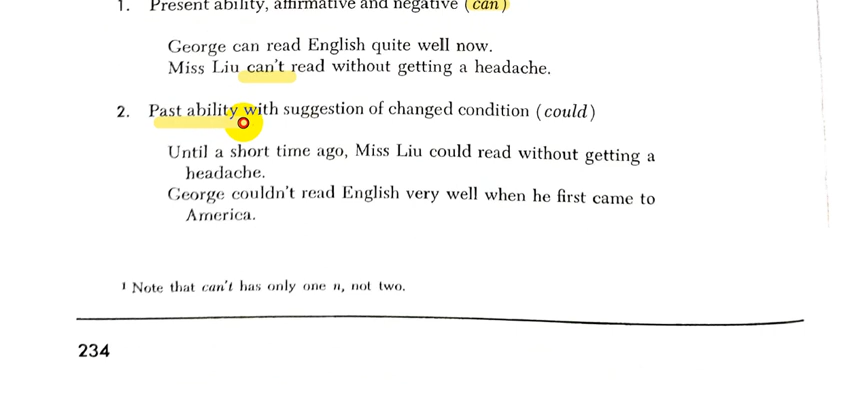 1. Present ability, affirmative and negative (can)
George can read English quite well now.
Miss Liu can't read without getting a headache.
2. Past ability with suggestion of changed condition (could)
Until a short time ago, Miss Liu could read without getting a
headache.
George couldn't read English very well when he first came to
America.
¹ Note that can't has only one n, not two.
234